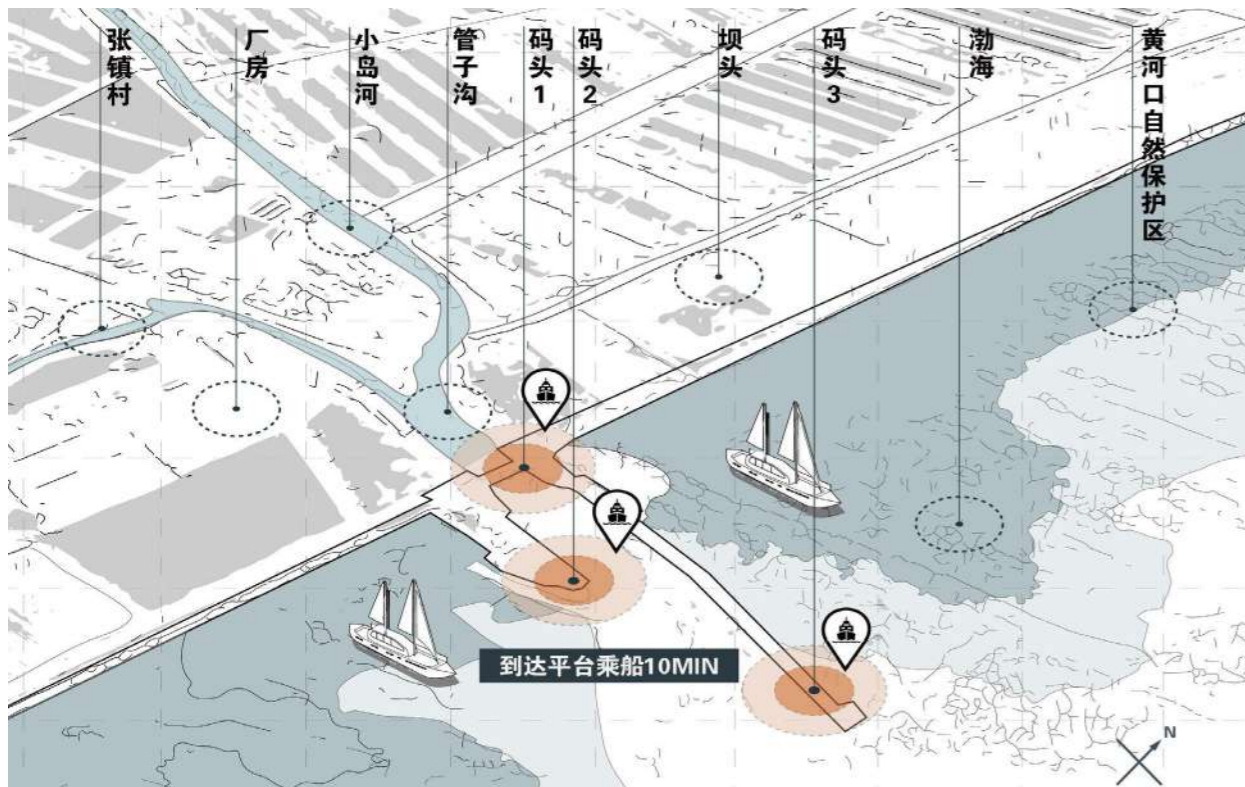 张镇村
厂房
小岛河
管子沟
码头1
码头2
坝头
码头3
渤海
黄河口自然保护区
到达平台乘船10MIN
N